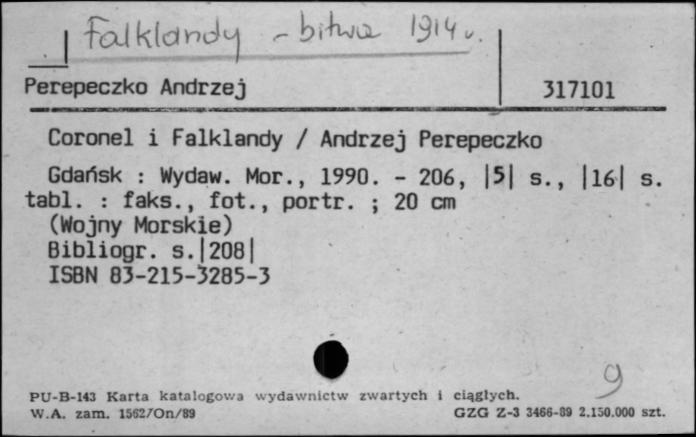 Falklandy - bitwa 1914 r.
Perepeczko Andrzej 317101
Coronel i Falklandy / Andrzej Perepeczko
Gdańsk : Wydaw. Mor., 1990. - 206, |5| s., |16| s.
tabl. : faks., fot., portr. ; 20 cm
(Wojny Morskie)
Bibliogr. s.|208|
ISBN 83-215-3285-3
9
PU-B-143 Karta katalogowa wydawnictw zwartych i ciągłych.
W.A. zam. 1562/On/89 GZG Z-3 3466-89 2.150.000 szt.